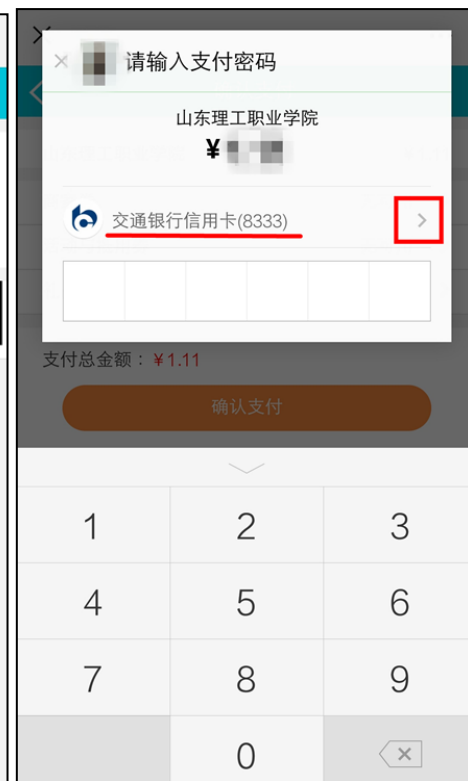 请输入支付密码
山东理工职业学院
¥
交通银行信用卡(8333)
支付总金额：¥1.11
确认支付
1 2 3
4 5 6
7 8 9
0